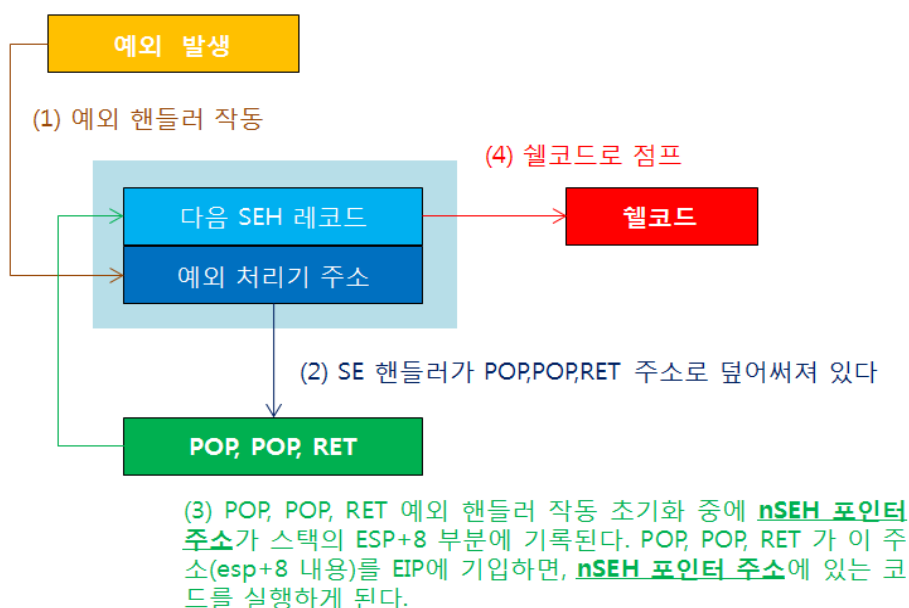 예외 발생
(1) 예외 핸들러 작동
(4) 쉘코드로 점프
다음 SEH 레코드
쉘코드
예외 처리기 주소
(2) SE 핸들러가 POP,POP,RET 주소로 덮어써져 있다
POP, POP, RET
(3) POP, POP, RET 예외 핸들러 작동 초기화 중에 nSEH 포인터
주소가 스택의 ESP+8 부분에 기록된다. POP, POP, RET 가 이 주
소(esp+8 내용)를 EIP에 기입하면, nSEH 포인터 주소에 있는 코
드를 실행하게 된다.